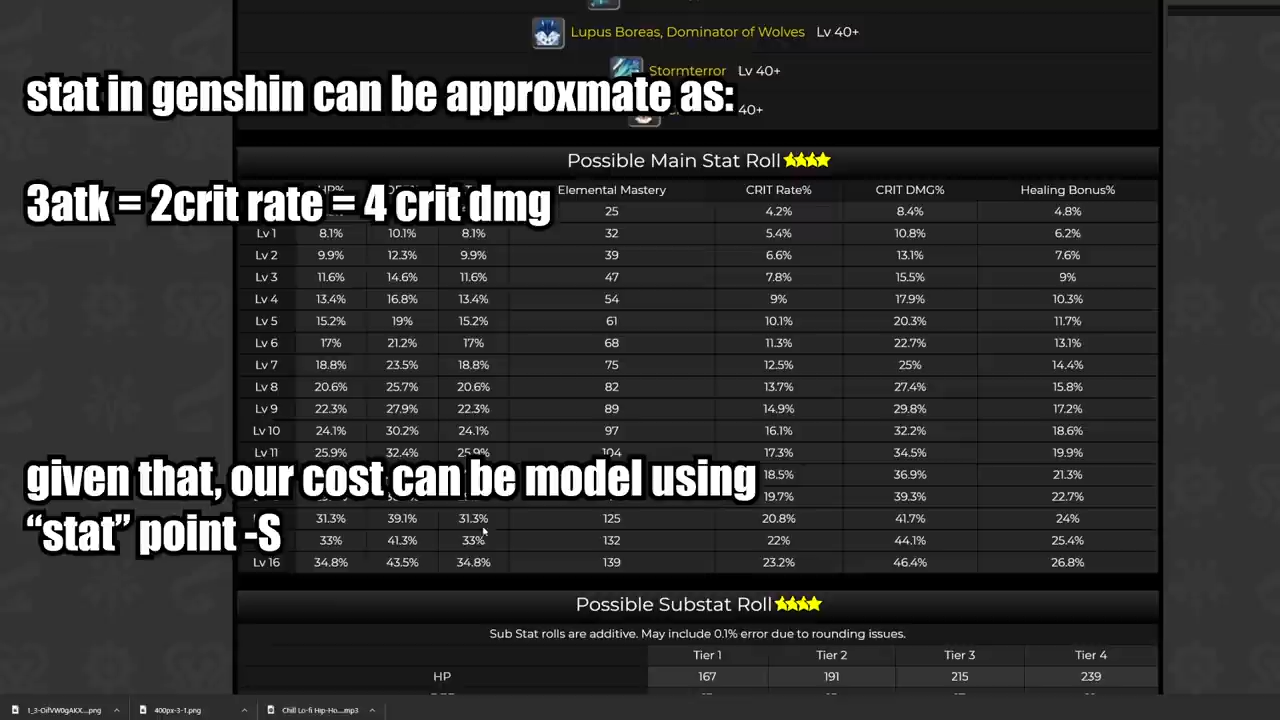 Lupus Boreas, Dominator of Wolves Lv 40+
Stormterror Lv 40+
40+
stat in genshin can be approxmate as:
Possible Main Stat Roll
Elemental Mastery CRIT Rate% CRIT DMG% Healing Bonus%
3atk = 2crit rate = 4 crit dmg
25 4.2% 8.4% 4.8%
Lv 1 8.1% 10.1% 8.1% 32 5.4% 10.8% 6.2%
Lv 2 9.9% 12.3% 9.9% 39 6.6% 13.1% 7.6%
Lv 3 11.6% 14.6% 11.6% 47 7.8% 15.5% 9%
Lv 4 13.4% 16.8% 13.4% 54 9% 17.9% 10.3%
Lv 5 15.2% 19% 15.2% 61 10.1% 20.3% 11.7%
Lv 6 17% 21.2% 17% 68 11.3% 22.7% 13.1%
Lv 7 18.8% 23.5% 18.8% 75 12.5% 25% 14.4%
Lv 8 20.6% 25.7% 20.6% 82 13.7% 27.4% 15.8%
Lv 9 22.3% 27.9% 22.3% 89 14.9% 29.8% 17.2%
Lv 10 24.1% 30.2% 24.1% 97 16.1% 32.2% 18.6%
Lv 11 25.9% 32.4% 25.9% 104 17.3% 34.5% 19.9%
given that, our cost can be model using
18.5% 36.9% 21.3%
19.7% 39.3% 22.7%
31.3% 39.1% 31.3% 125 20.8% 41.7% 24%
“stat” point -S
33% 41.3% 33% 132 22% 44.1% 25.4%
Lv 16 34.8% 43.5% 34.8% 139 23.2% 46.4% 26.8%
Possible Substat Roll
Sub Stat rolls are additive. May include 0.1% error due to rounding issues.
Tier 1 Tier 2 Tier 3 Tier 4
HP 167 191 215 239
1_3-OifVW0gAKX....png 400px-3-1.png Chill Lo-fi Hip-Ho....mp3